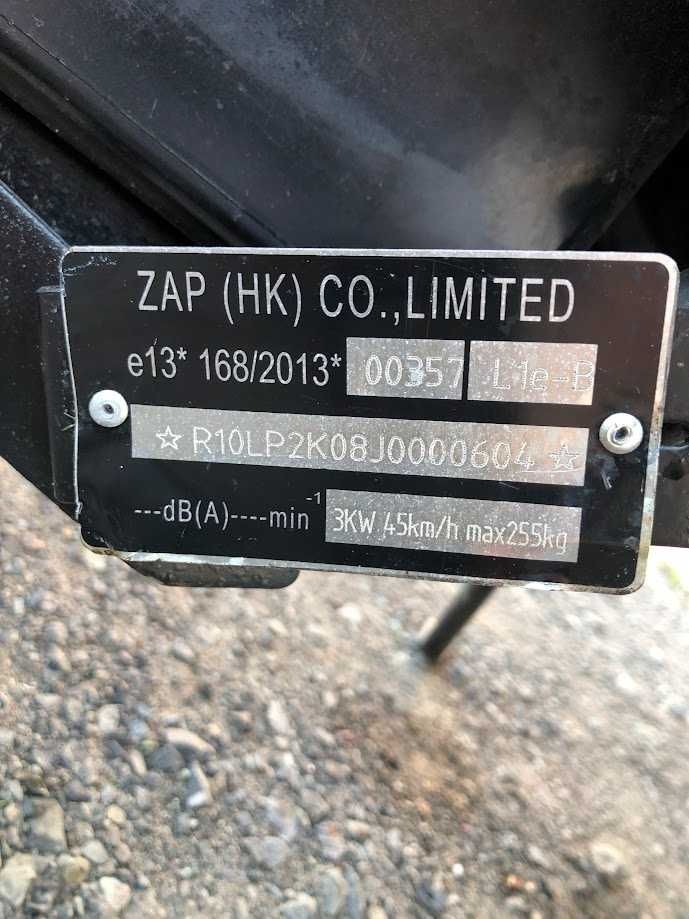 ZAP (HK) CO.,LIMITED
e13* 168/2013* 00357 L1e-B
☆ R10LP2K08J0000604 ☆
---dB(A)----min⁻¹ 3KW 45km/h max255kg